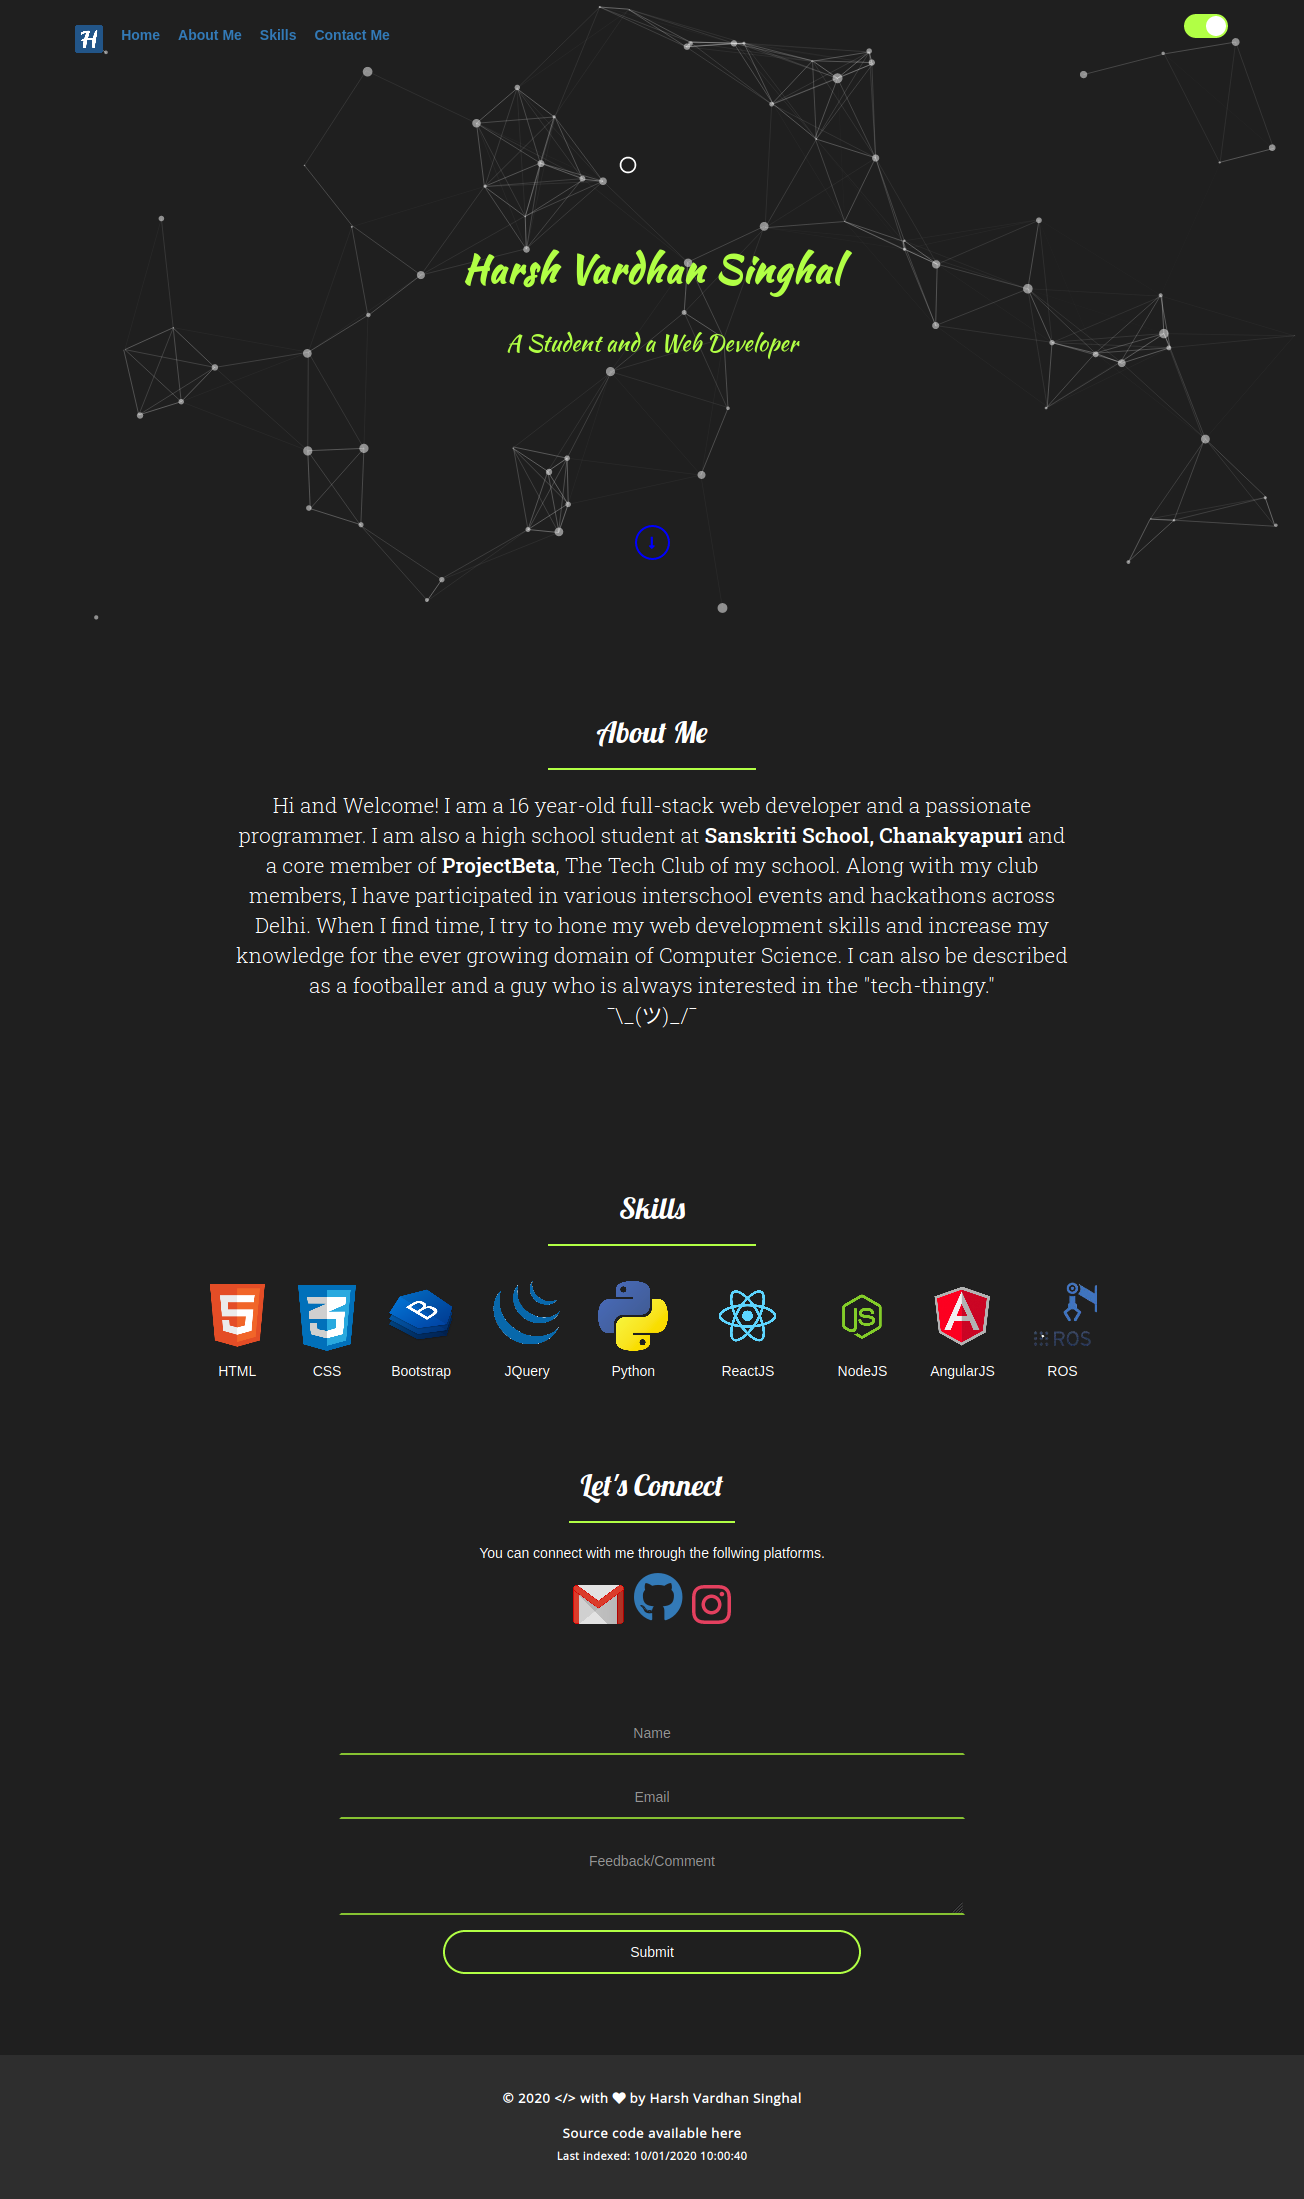 H Home About Me Skills Contact Me
Harsh Vardhan Singhal
A Student and a Web Developer
↓
About Me
Hi and Welcome! I am a 16 year-old full-stack web developer and a passionate
programmer. I am also a high school student at Sanskriti School, Chanakyapuri and
a core member of ProjectBeta, The Tech Club of my school. Along with my club
members, I have participated in various interschool events and hackathons across
Delhi. When I find time, I try to hone my web development skills and increase my
knowledge for the ever growing domain of Computer Science. I can also be described
as a footballer and a guy who is always interested in the "tech-thingy."
¯\_(ツ)_/¯
Skills
5 3 B JS A ROS
HTML CSS Bootstrap JQuery Python ReactJS NodeJS AngularJS ROS
Let's Connect
You can connect with me through the follwing platforms.
Name
Email
Feedback/Comment
Submit
© 2020 </> with ♥ by Harsh Vardhan Singhal
Source code available here
Last indexed: 10/01/2020 10:00:40